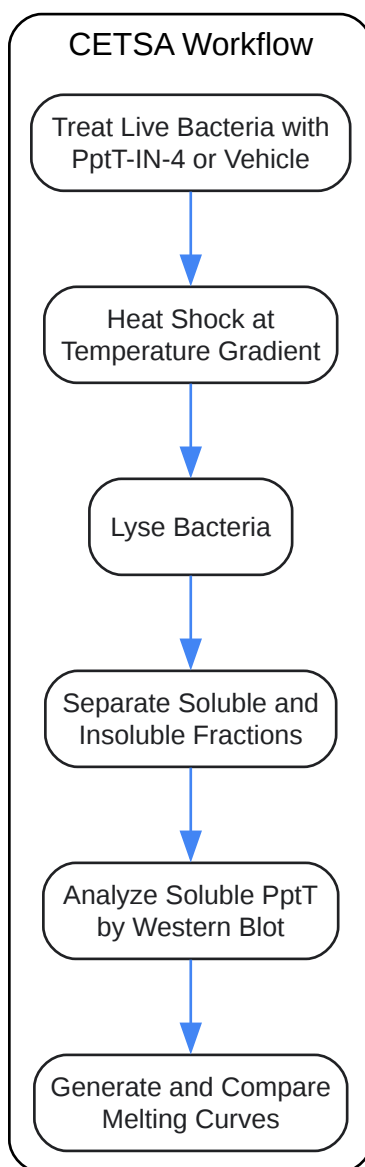 CETSA Workflow
Treat Live Bacteria with
PptT-IN-4 or Vehicle
Heat Shock at
Temperature Gradient
Lyse Bacteria
Separate Soluble and
Insoluble Fractions
Analyze Soluble PptT
by Western Blot
Generate and Compare
Melting Curves